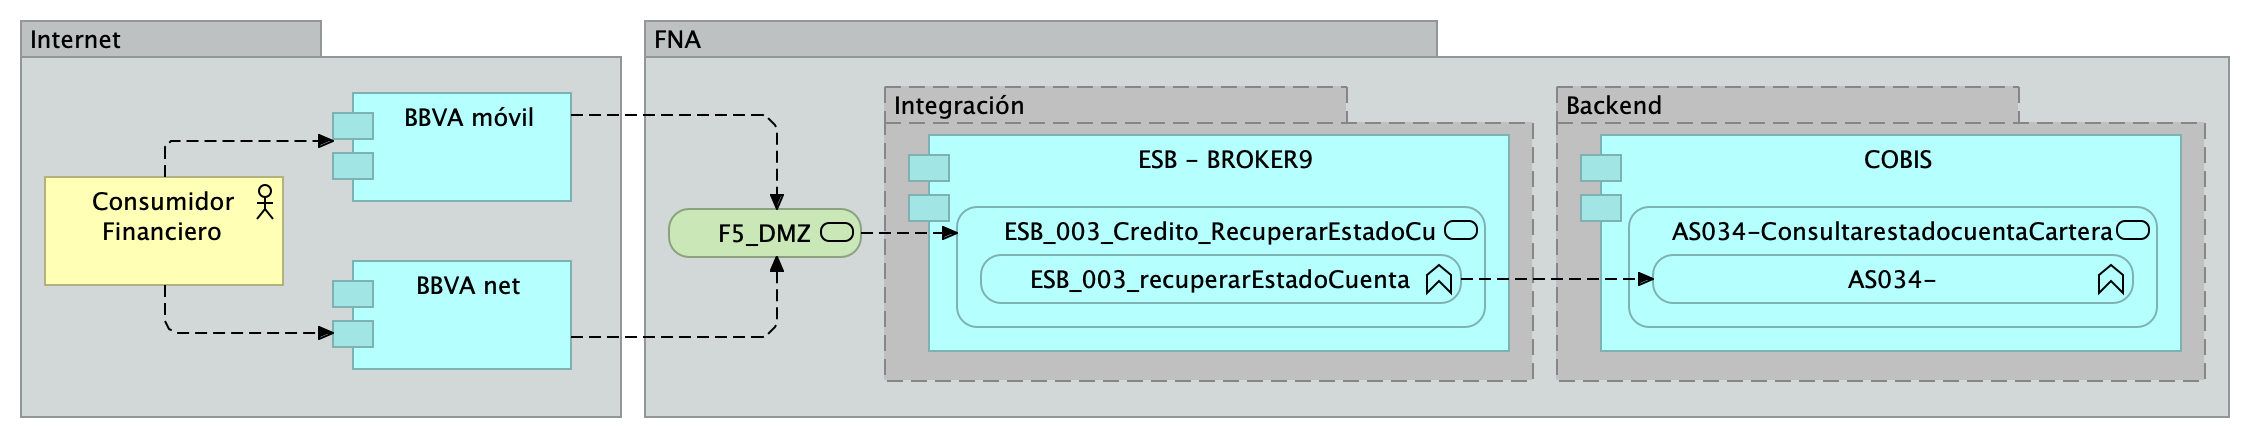 Internet
FNA
BBVA móvil
Consumidor
Financiero
BBVA net
F5_DMZ
Integración
ESB - BROKER9
ESB_003_Credito_RecuperarEstadoCu
ESB_003_recuperarEstadoCuenta
Backend
COBIS
AS034-ConsultarestadocuentaCartera
AS034-